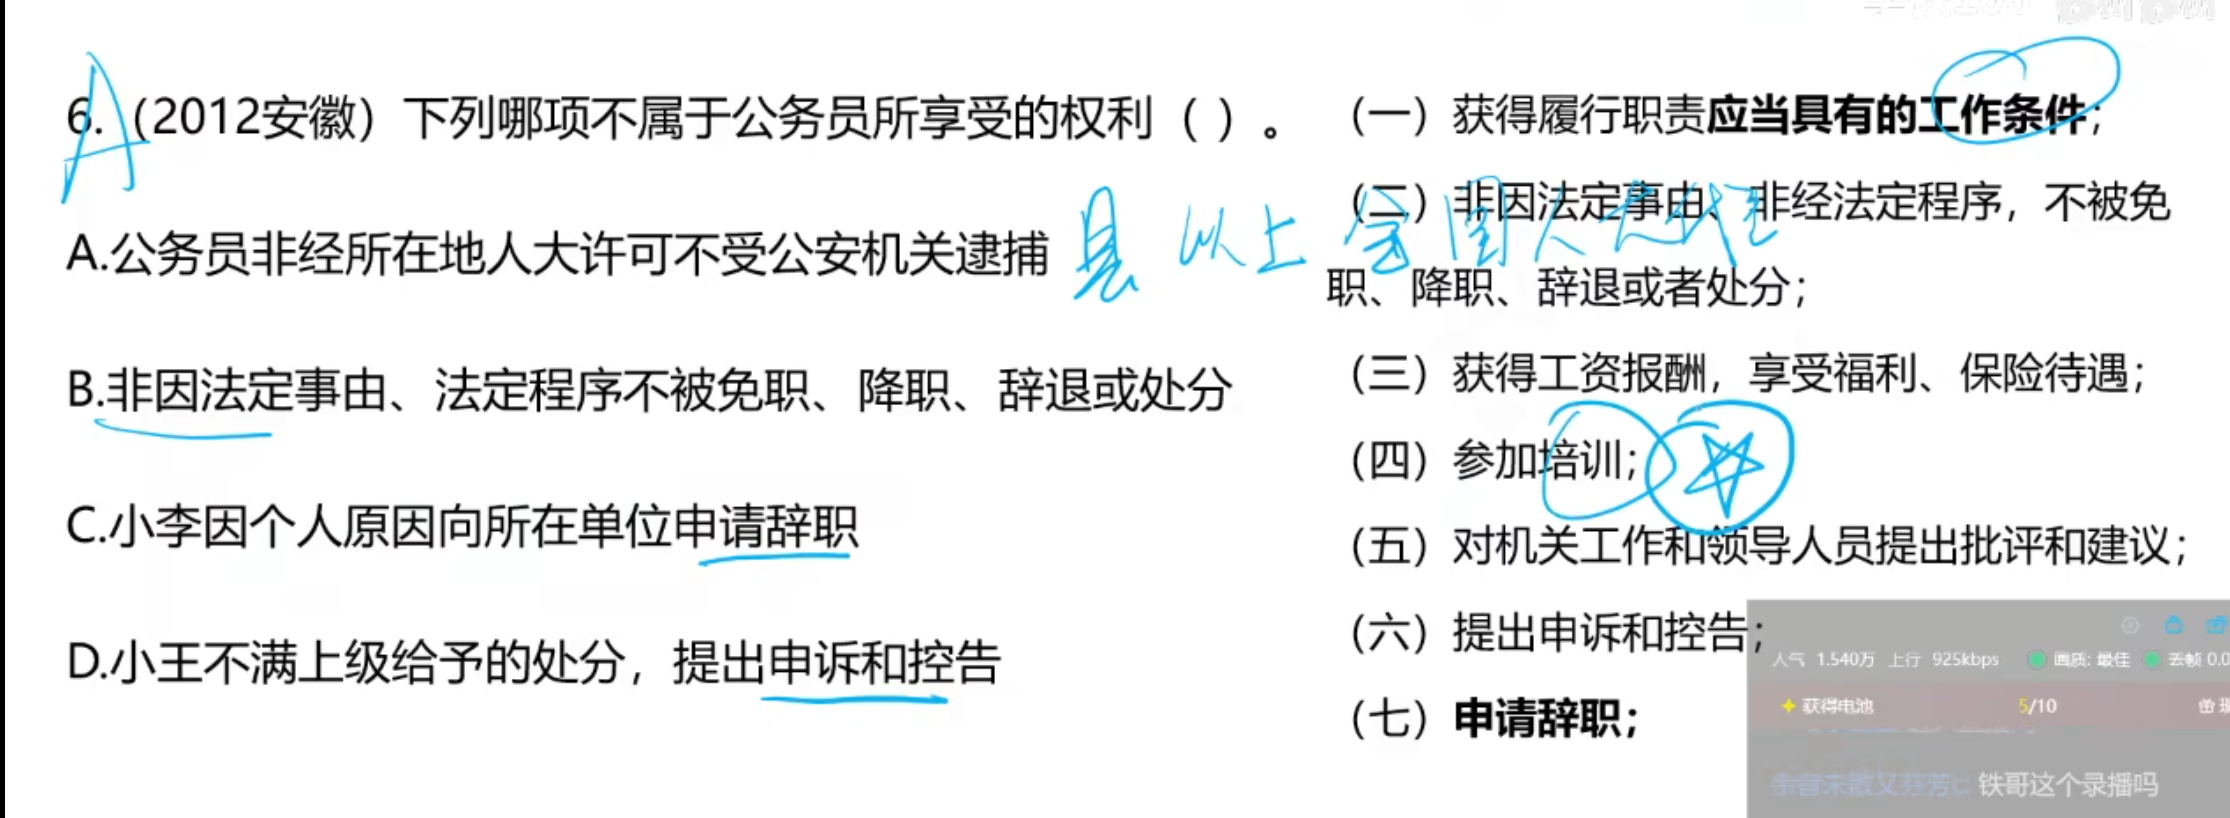 6.（2012安徽）下列哪项不属于公务员所享受的权利（ ）。
A
A.公务员非经所在地人大许可不受公安机关逮捕
县以上全国人大代
B.非因法定事由、法定程序不被免职、降职、辞退或处分
C.小李因个人原因向所在单位申请辞职
D.小王不满上级给予的处分，提出申诉和控告
（一）获得履行职责应当具有的工作条件；
（二）非因法定事由、非经法定程序，不被免
职、降职、辞退或者处分；
（三）获得工资报酬，享受福利、保险待遇；
（四）参加培训；
（五）对机关工作和领导人员提出批评和建议；
（六）提出申诉和控告；
（七）申请辞职；
人气 1.540万 上行 925kbps 画质: 最佳 丢帧 0.0
获得电池 5/10
铁哥这个录播吗